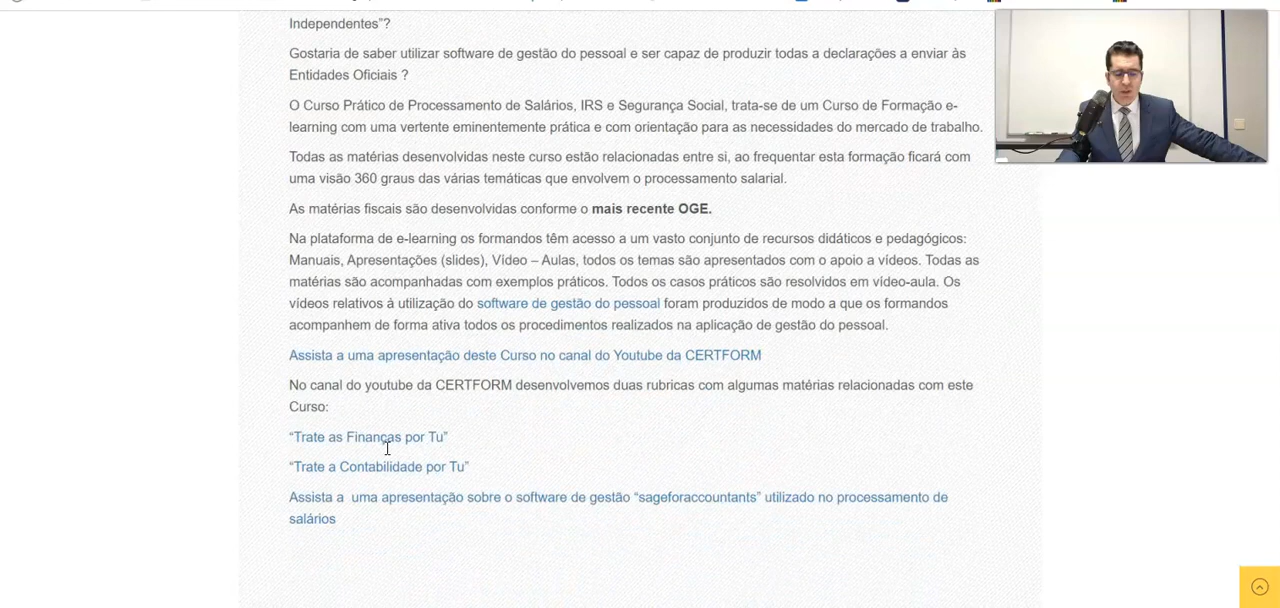 Independentes”?
Gostaria de saber utilizar software de gestão do pessoal e ser capaz de produzir todas a declarações a enviar às
Entidades Oficiais ?
O Curso Prático de Processamento de Salários, IRS e Segurança Social, trata-se de um Curso de Formação e-
learning com uma vertente eminentemente prática e com orientação para as necessidades do mercado de trabalho.
Todas as matérias desenvolvidas neste curso estão relacionadas entre si, ao frequentar esta formação ficará com
uma visão 360 graus das várias temáticas que envolvem o processamento salarial.
As matérias fiscais são desenvolvidas conforme o mais recente OGE.
Na plataforma de e-learning os formandos têm acesso a um vasto conjunto de recursos didáticos e pedagógicos:
Manuais, Apresentações (slides), Vídeo – Aulas, todos os temas são apresentados com o apoio a vídeos. Todas as
matérias são acompanhadas com exemplos práticos. Todos os casos práticos são resolvidos em vídeo-aula. Os
vídeos relativos à utilização do software de gestão do pessoal foram produzidos de modo a que os formandos
acompanhem de forma ativa todos os procedimentos realizados na aplicação de gestão do pessoal.
Assista a uma apresentação deste Curso no canal do Youtube da CERTFORM
No canal do youtube da CERTFORM desenvolvemos duas rubricas com algumas matérias relacionadas com este
Curso:
“Trate as Finanças por Tu”
“Trate a Contabilidade por Tu”
Assista a  uma apresentação sobre o software de gestão “sageforaccountants” utilizado no processamento de
salários